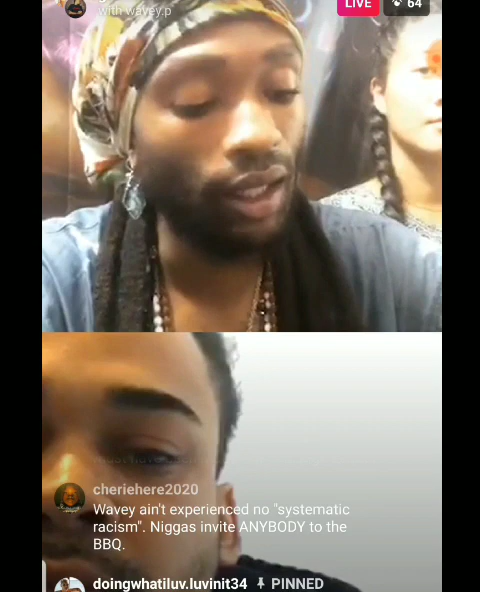 with wavey.p
LIVE
64
cheriehere2020
Wavey ain't experienced no "systematic
racism". Niggas invite ANYBODY to the
BBQ.
doingwhatiluv.luvinit34 PINNED